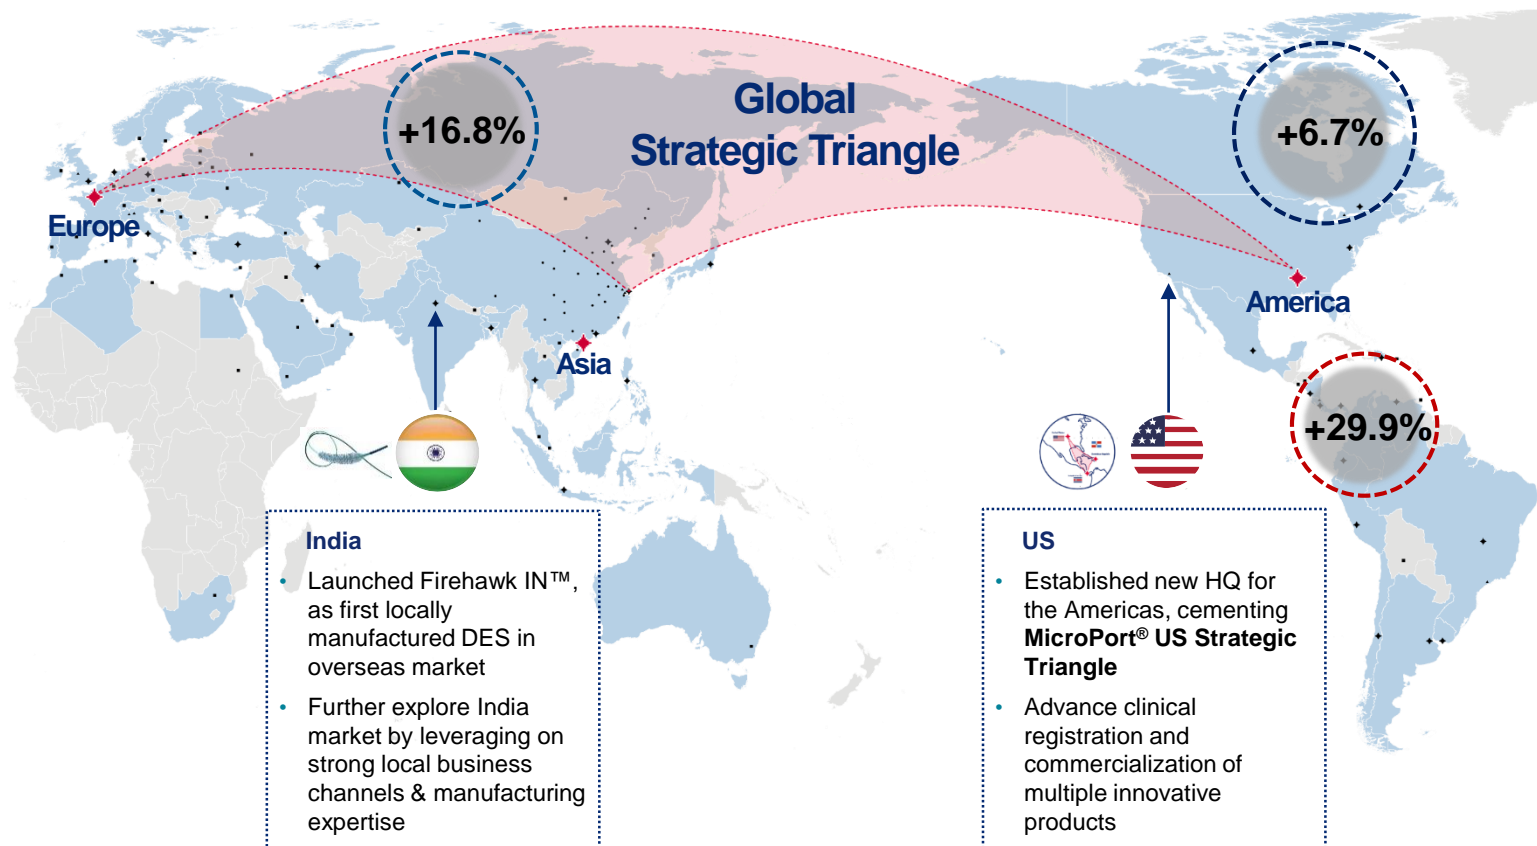 Global
Strategic Triangle
+16.8%
+6.7%
Europe
America
Asia
+29.9%
India
• Launched Firehawk IN™,
as first locally
manufactured DES in
overseas market
• Further explore India
market by leveraging on
strong local business
channels & manufacturing
expertise
US
• Established new HQ for
the Americas, cementing
MicroPort® US Strategic
Triangle
• Advance clinical
registration and
commercialization of
multiple innovative
products